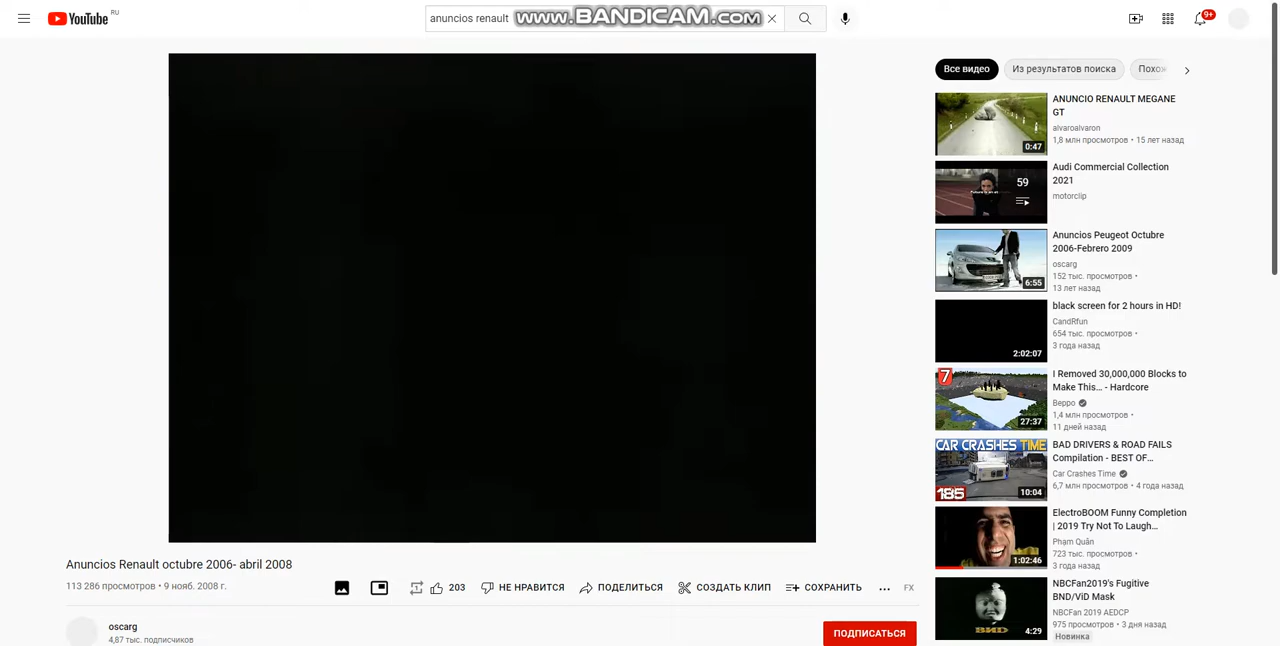 YouTube RU
anuncios renault
www.BANDICAM.com
9+
Все видео
Из результатов поиска
Похож
ANUNCIO RENAULT MEGANE
GT
alvaroalvaron
1,8 млн просмотров • 15 лет назад
0:47
Audi Commercial Collection
2021
motorclip
59
Anuncios Peugeot Octubre
2006-Febrero 2009
oscarg
152 тыс. просмотров •
13 лет назад
6:55
black screen for 2 hours in HD!
CandRfun
654 тыс. просмотров •
3 года назад
2:02:07
I Removed 30,000,000 Blocks to
Make This... - Hardcore
Beppo
1,4 млн просмотров •
11 дней назад
7
27:37
BAD DRIVERS & ROAD FAILS
Compilation - BEST OF...
Car Crashes Time
6,7 млн просмотров • 4 года назад
CAR CRASHES TIME
185
10:04
ElectroBOOM Funny Completion
| 2019 Try Not To Laugh...
Phạm Quân
723 тыс. просмотров •
3 года назад
1:02:46
NBCFan2019's Fugitive
BND/ViD Mask
NBCFan 2019 AEDCP
975 просмотров • 3 дня назад
Новинка
ВИD
4:29
Anuncios Renault octubre 2006- abril 2008
113 286 просмотров • 9 нояб. 2008 г.
203
НЕ НРАВИТСЯ
ПОДЕЛИТЬСЯ
СОЗДАТЬ КЛИП
СОХРАНИТЬ
FX
oscarg
4,87 тыс. подписчиков
ПОДПИСАТЬСЯ